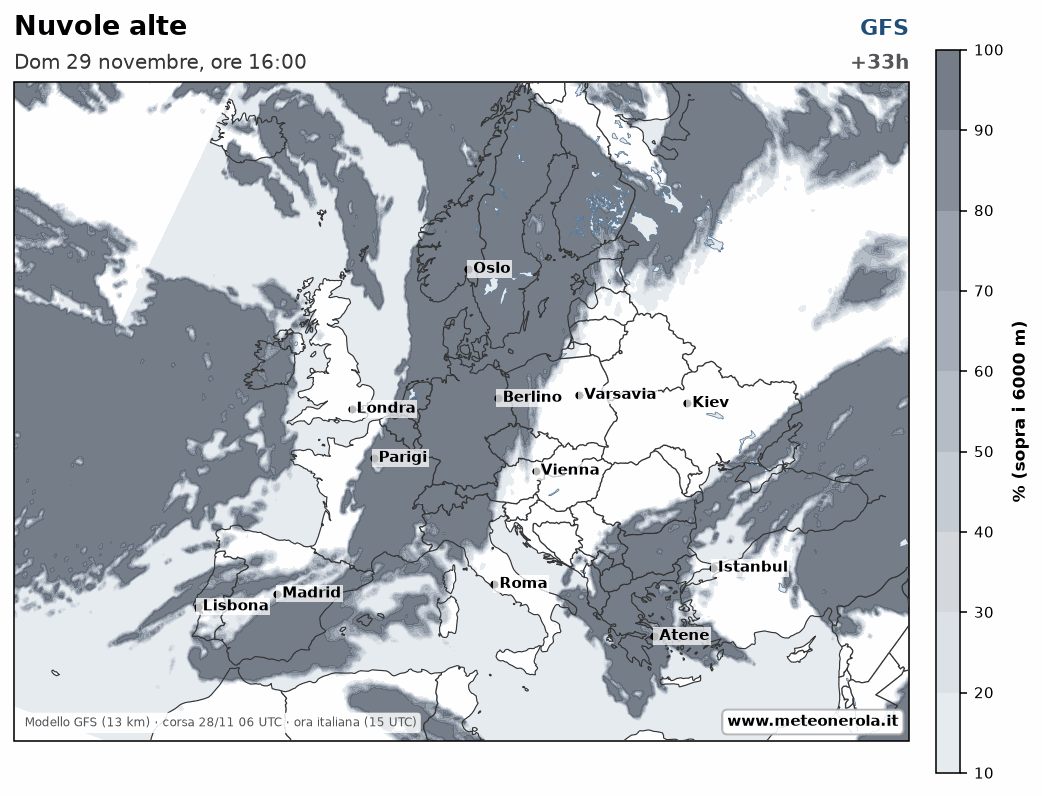 Nuvole alte
GFS
Dom 29 novembre, ore 16:00
+33h
100
90
80
70
60
50
40
30
20
10
% (sopra i 6000 m)
Oslo
Berlino
Varsavia
Kiev
Londra
Parigi
Vienna
Istanbul
Roma
Madrid
Lisbona
Atene
Modello GFS (13 km) · corsa 28/11 06 UTC · ora italiana (15 UTC)
www.meteonerola.it